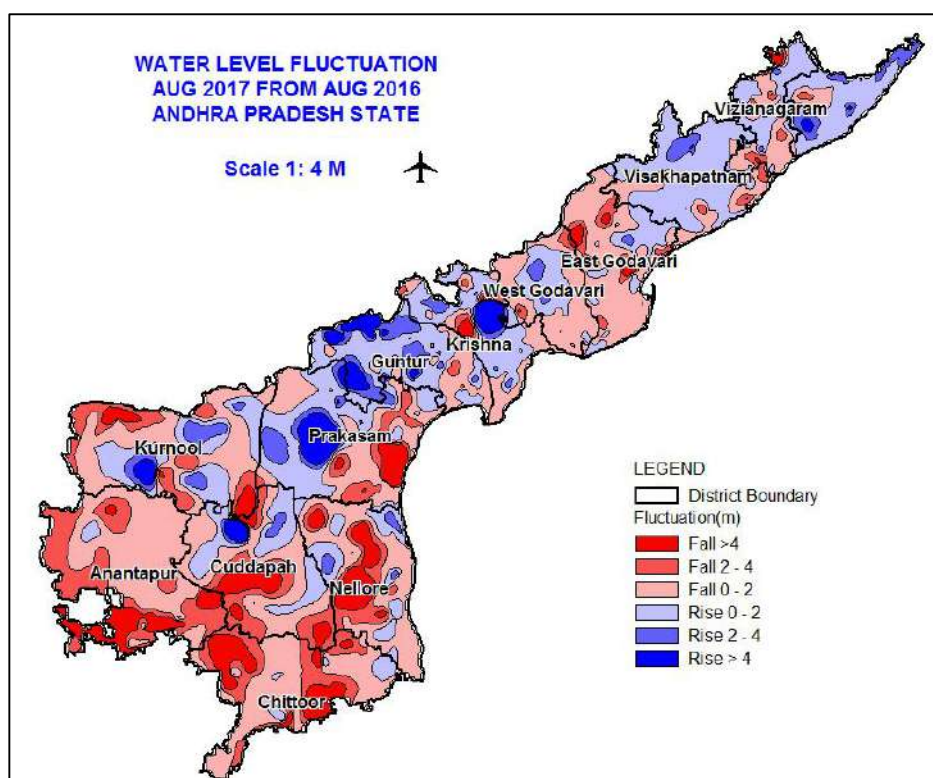 WATER LEVEL FLUCTUATION
AUG 2017 FROM AUG 2016
ANDHRA PRADESH STATE
Scale 1: 4 M
Vizianagaram
Visakhapatnam
East Godavari
West Godavari
Krishna
Guntur
Prakasam
Kurnool
Anantapur
Cuddapah
Nellore
Chittoor
LEGEND
District Boundary
Fluctuation(m)
Fall >4
Fall 2 - 4
Fall 0 - 2
Rise 0 - 2
Rise 2 - 4
Rise > 4